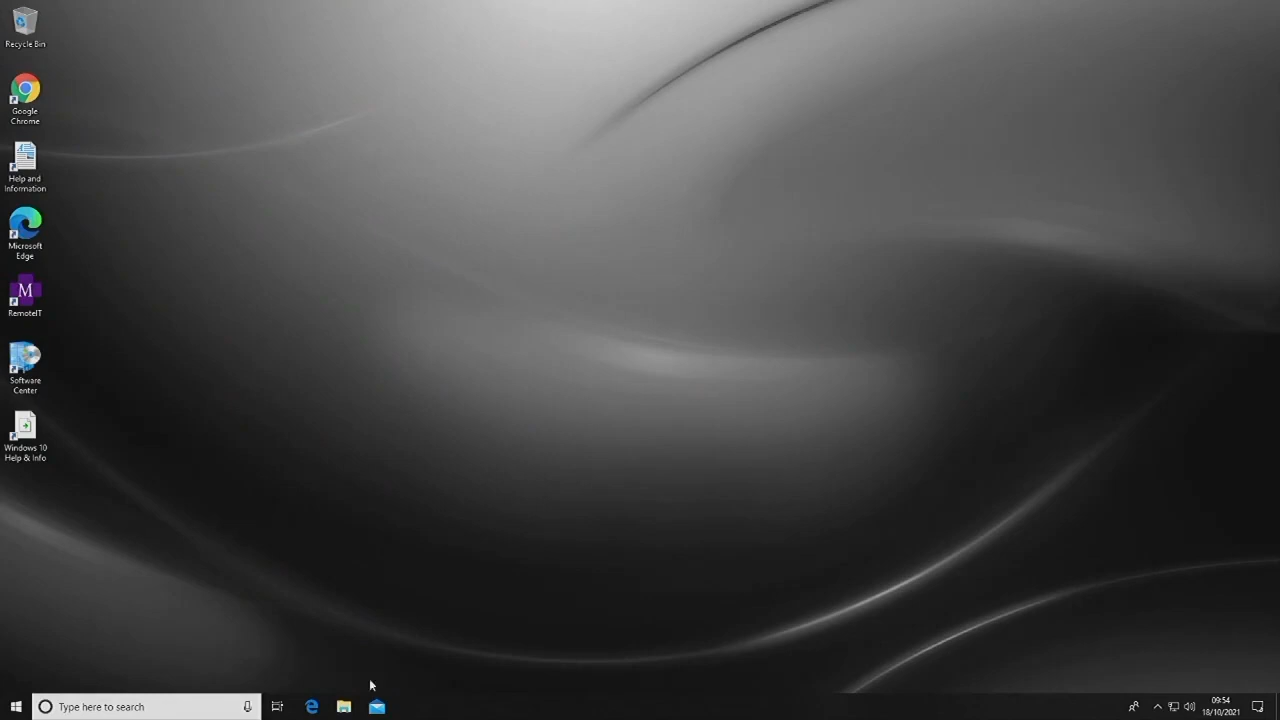 Recycle Bin
Google
Chrome
Help and
Information
Microsoft
Edge
M
RemoteIT
Software
Center
Windows 10
Help & Info
Type here to search
09:54
18/10/2021